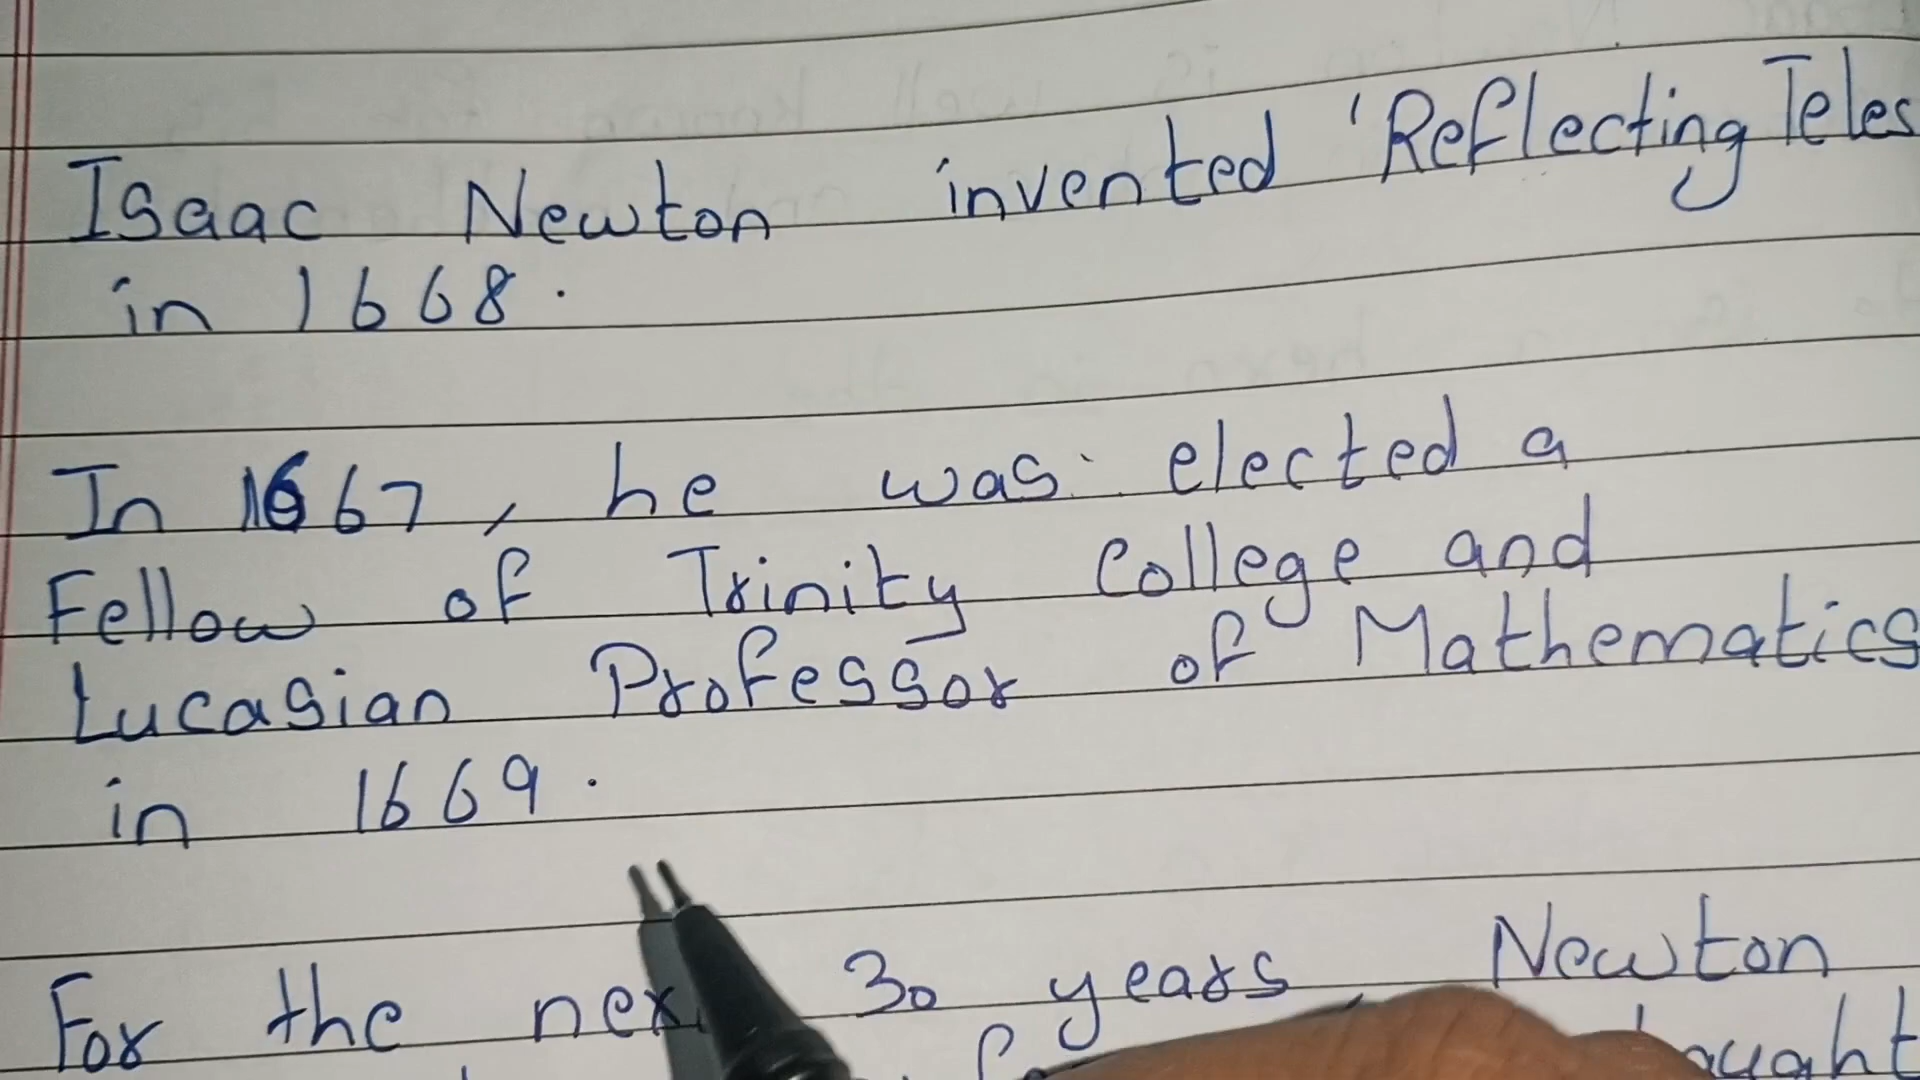 Isaac Newton invented 'Reflecting Teles
in 1668.
In 1667, he was elected a
Fellow of Trinity College and
Lucasian Professor of Mathematics
in 1669.
For the next 30 years, Newton